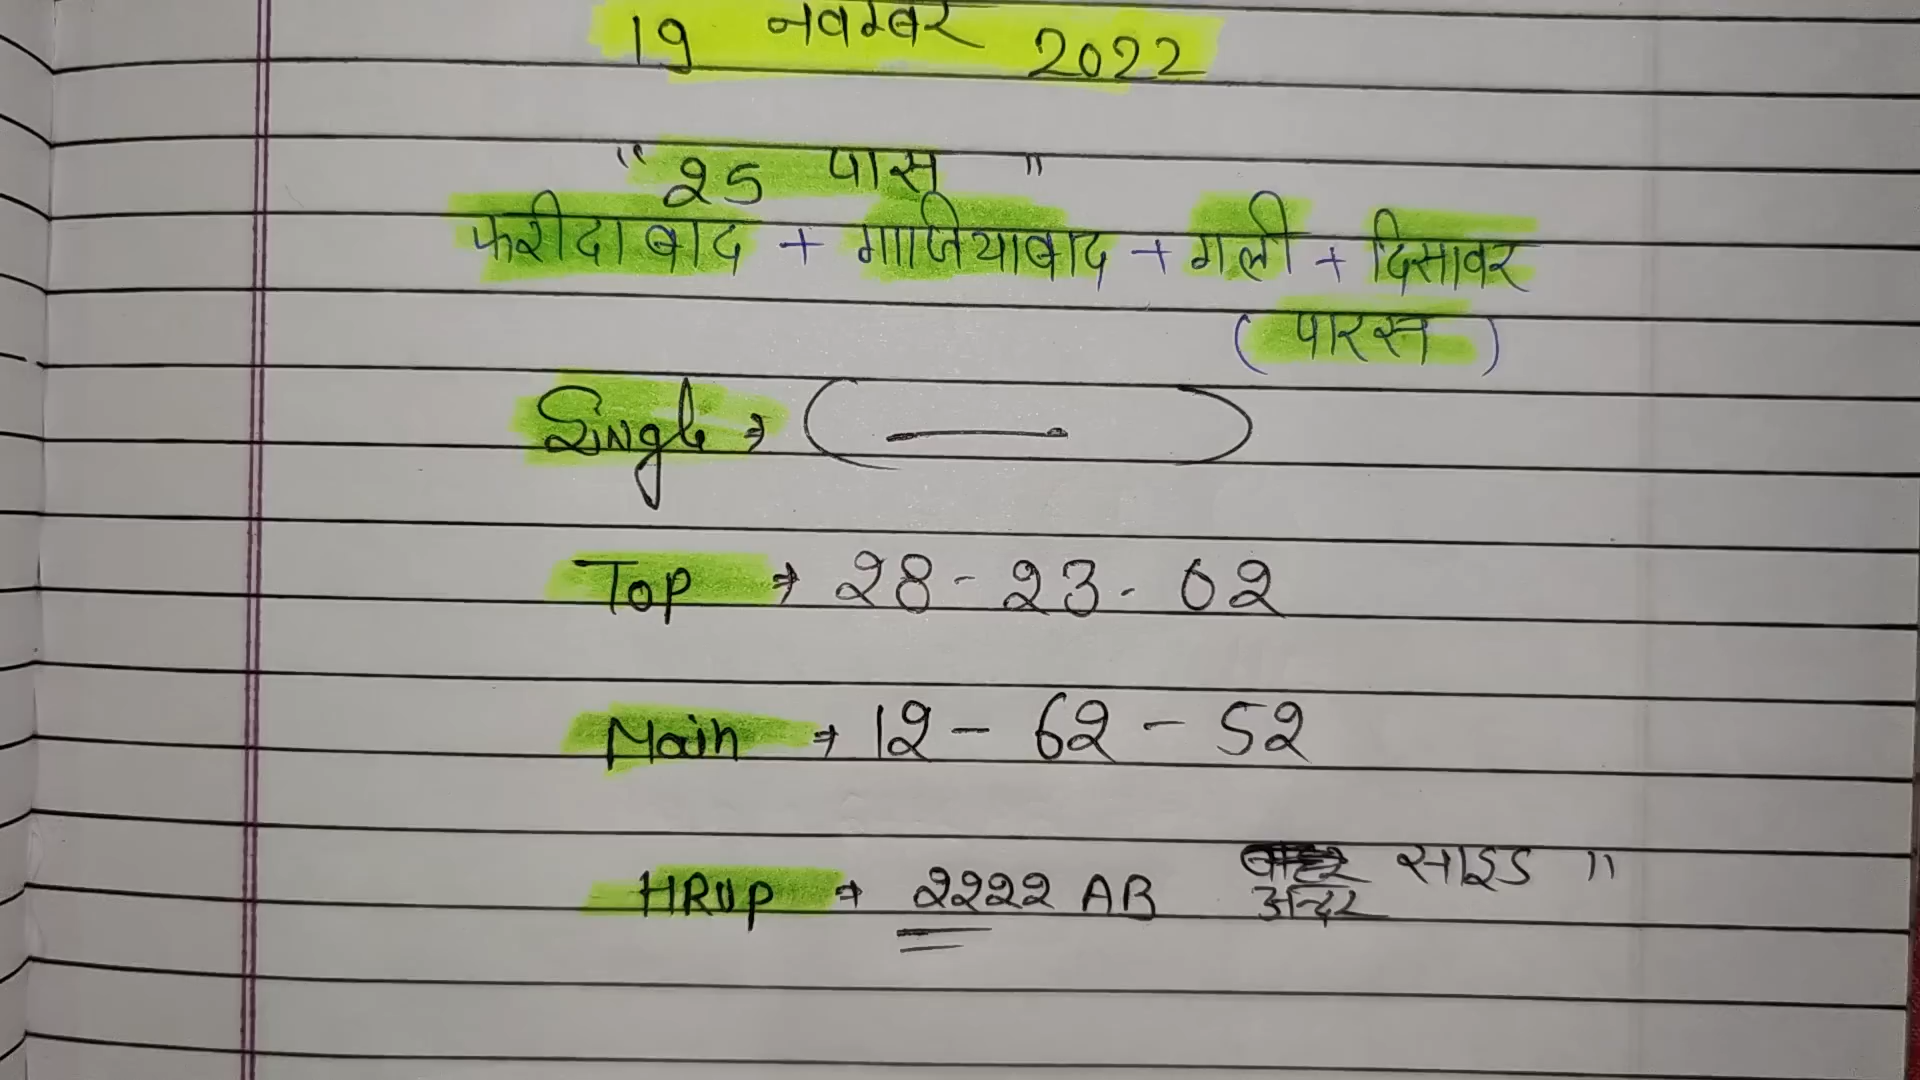 19 नवम्बर 2022
" 25 पास "
फरीदाबाद + गाजियाबाद + गली + दिसावर
( पारस )
Single → ( — )
Top → 28 - 23 - 02
Main → 12 - 62 - 52
HRUP → 2222 AB अन्दर साइड "